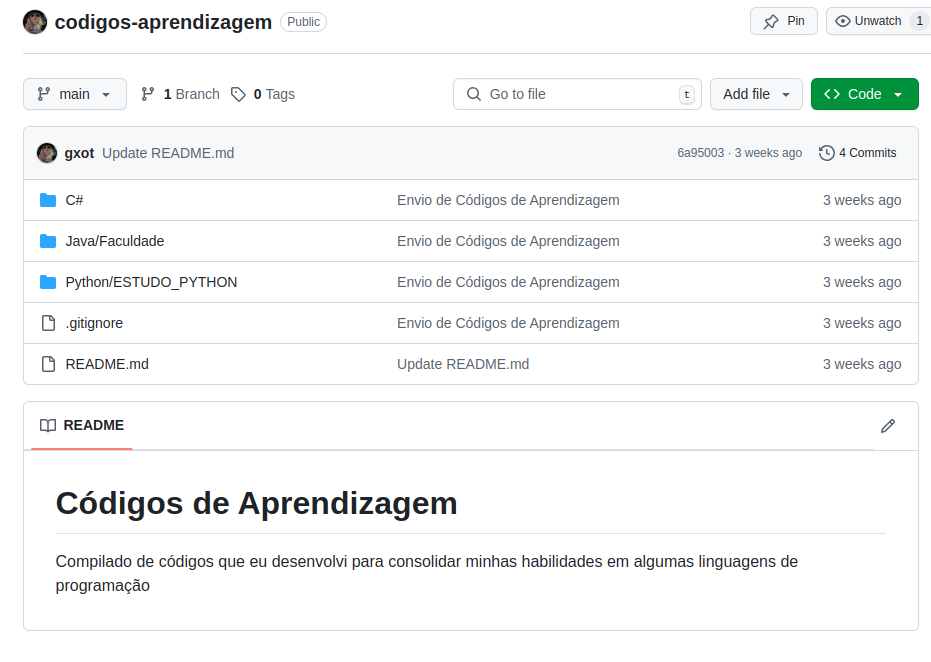 codigos-aprendizagem Public Pin Unwatch 1
main 1 Branch 0 Tags Go to file t Add file Code
gxot Update README.md 6a95003 · 3 weeks ago 4 Commits
C# Envio de Códigos de Aprendizagem 3 weeks ago
Java/Faculdade Envio de Códigos de Aprendizagem 3 weeks ago
Python/ESTUDO_PYTHON Envio de Códigos de Aprendizagem 3 weeks ago
.gitignore Envio de Códigos de Aprendizagem 3 weeks ago
README.md Update README.md 3 weeks ago
README
Códigos de Aprendizagem
Compilado de códigos que eu desenvolvi para consolidar minhas habilidades em algumas linguagens de
programação